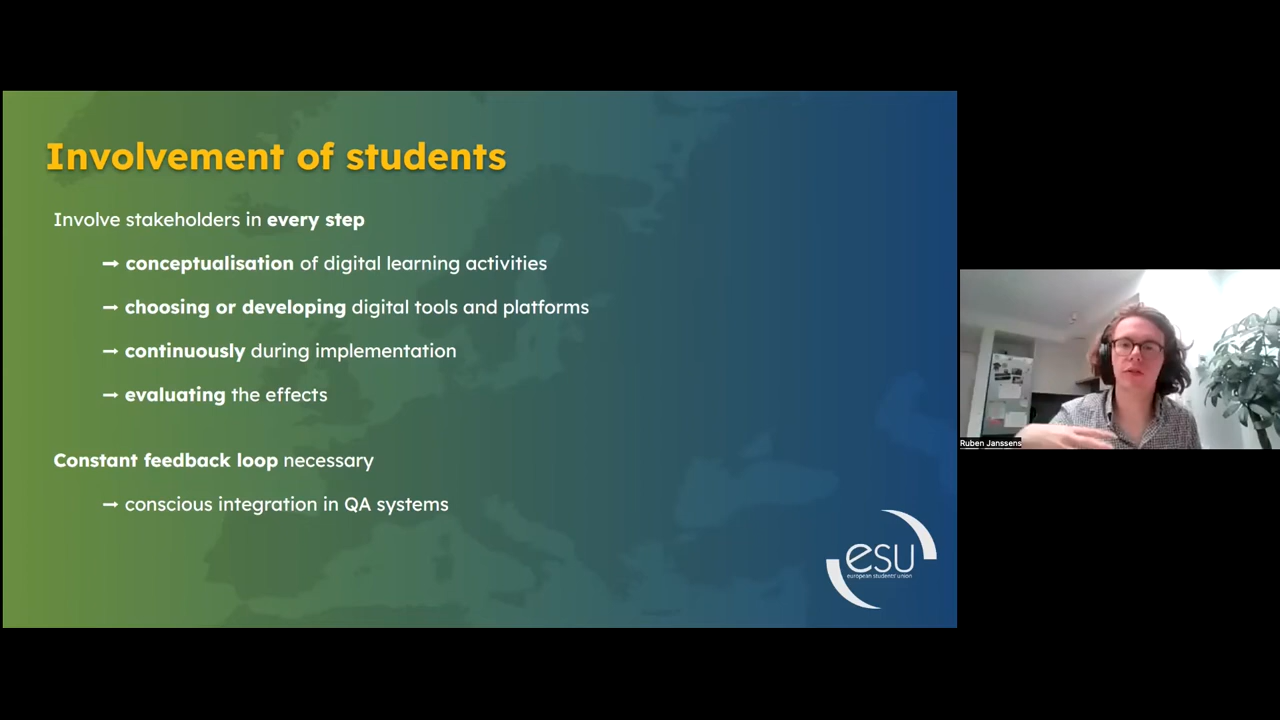 Involvement of students
Involve stakeholders in every step
→ conceptualisation of digital learning activities
→ choosing or developing digital tools and platforms
→ continuously during implementation
→ evaluating the effects
Constant feedback loop necessary
→ conscious integration in QA systems
esu
european students' union
Ruben Janssens